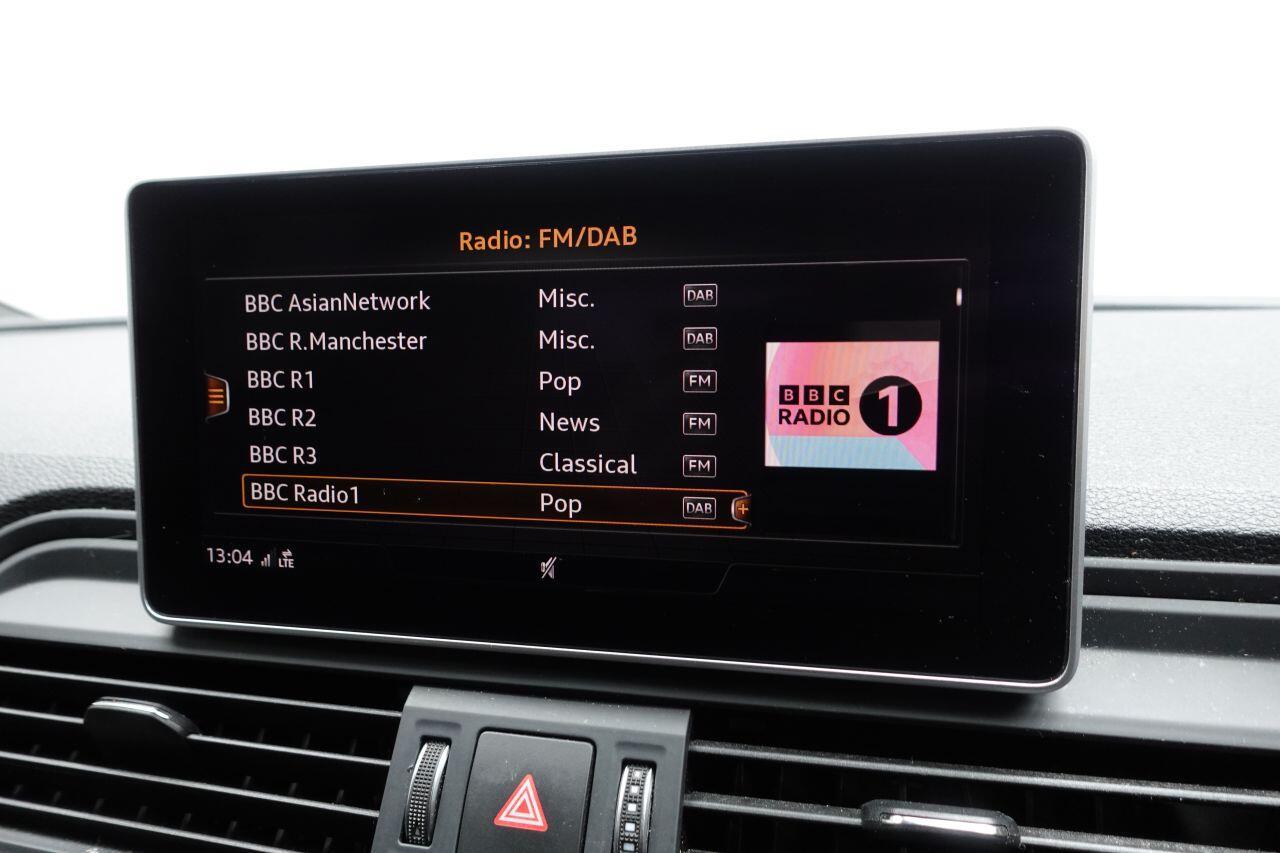 Radio: FM/DAB
BBC AsianNetwork Misc. DAB
BBC R.Manchester Misc. DAB
BBC R1 Pop FM
BBC R2 News FM
BBC R3 Classical FM
BBC Radio1 Pop DAB +
BBC
RADIO 1
13:04 LTE